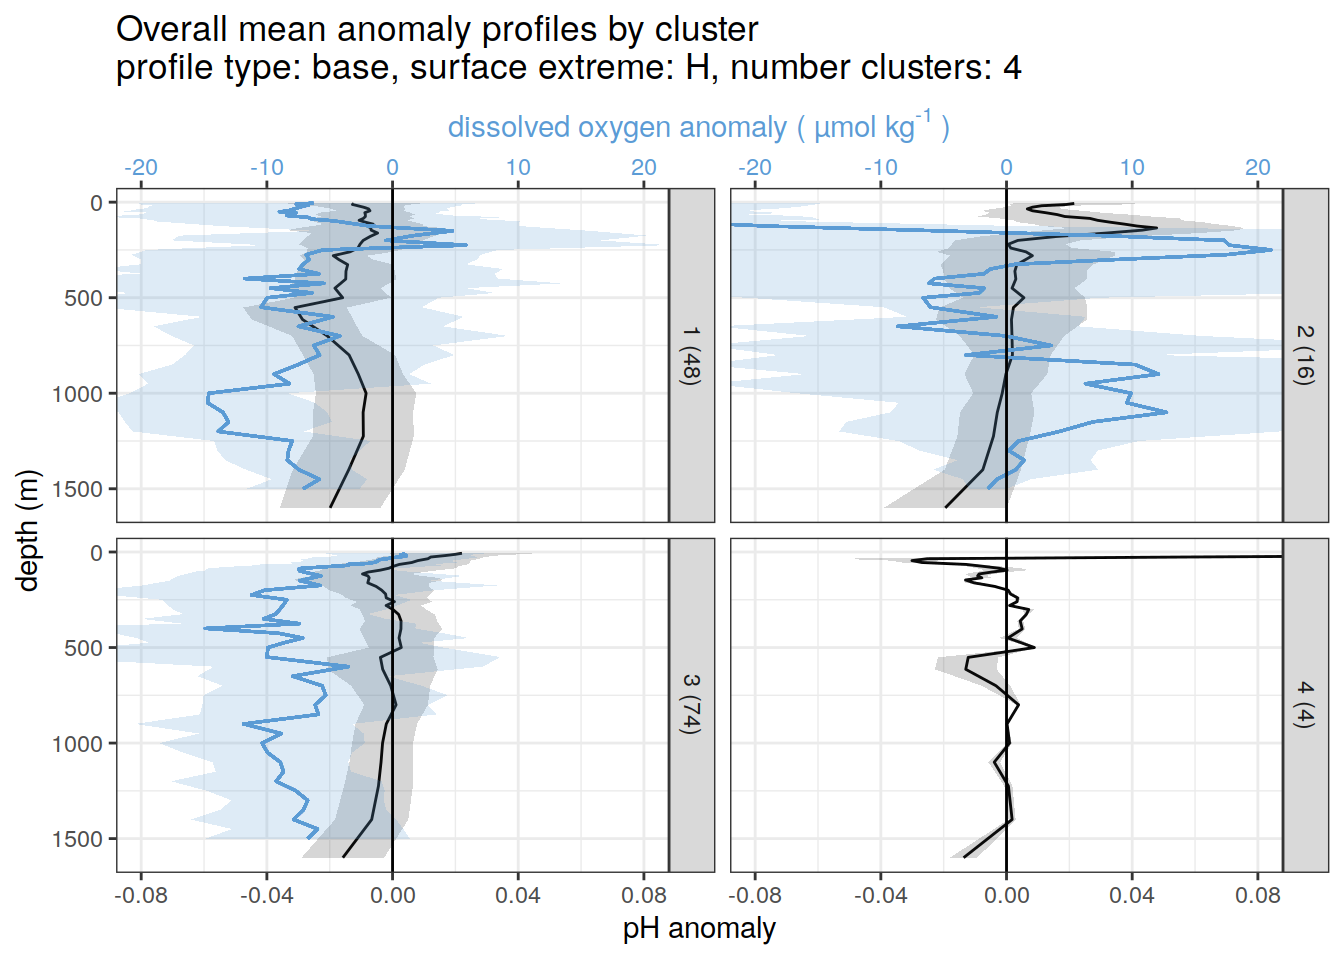 Overall mean anomaly profiles by cluster
profile type: base, surface extreme: H, number clusters: 4
dissolved oxygen anomaly ( µmol kg⁻¹ )
-20 -10 0 10 20 -20 -10 0 10 20
0
500
1000
1500
1 (48)
2 (16)
depth (m)
0
500
1000
1500
3 (74)
4 (4)
-0.08 -0.04 0.00 0.04 0.08 -0.08 -0.04 0.00 0.04 0.08
pH anomaly